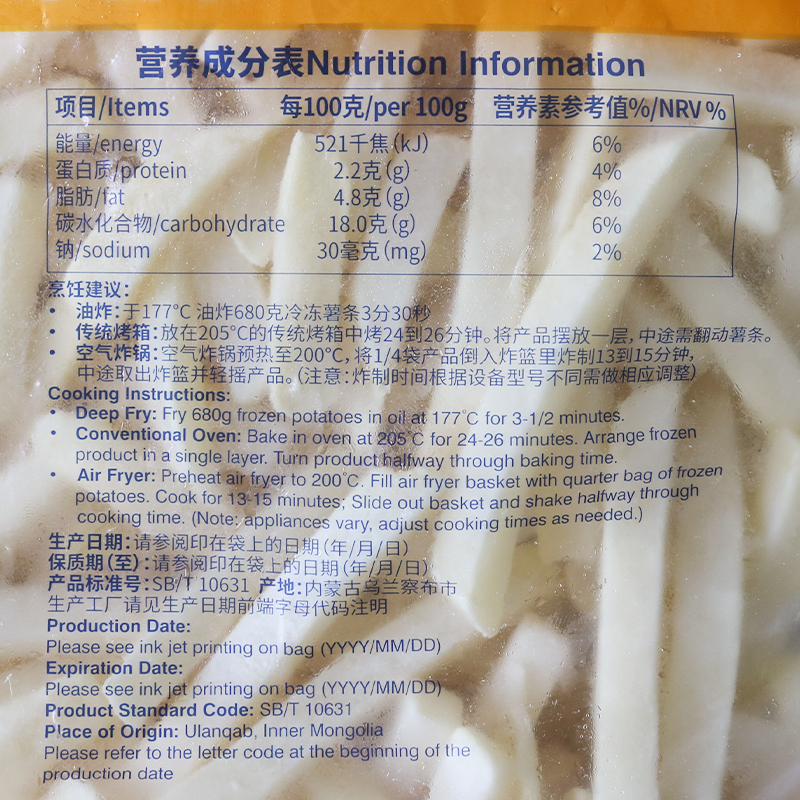 营养成分表Nutrition Information
项目/Items 每100克/per 100g 营养素参考值%/NRV %
能量/energy 521千焦(kJ) 6%
蛋白质/protein 2.2克(g) 4%
脂肪/fat 4.8克(g) 8%
碳水化合物/carbohydrate 18.0克(g) 6%
钠/sodium 30毫克(mg) 2%
烹饪建议：
• 油炸：于177°C 油炸680克冷冻薯条3分30秒
• 传统烤箱：放在205°C的传统烤箱中烤24到26分钟。将产品摆放一层，中途需翻动薯条。
• 空气炸锅：空气炸锅预热至200°C，将1/4袋产品倒入炸篮里炸制13到15分钟，
中途取出炸篮并轻摇产品。（注意：炸制时间根据设备型号不同需做相应调整）
Cooking Instructions:
• Deep Fry: Fry 680g frozen potatoes in oil at 177°C for 3-1/2 minutes.
• Conventional Oven: Bake in oven at 205°C for 24-26 minutes. Arrange frozen
product in a single layer. Turn product halfway through baking time.
• Air Fryer: Preheat air fryer to 200°C. Fill air fryer basket with quarter bag of frozen
potatoes. Cook for 13-15 minutes; Slide out basket and shake halfway through
cooking time. (Note: appliances vary, adjust cooking times as needed.)
生产日期：请参阅印在袋上的日期（年/月/日）
保质期（至）：请参阅印在袋上的日期（年/月/日）
产品标准号：SB/T 10631 产地：内蒙古乌兰察布市
生产工厂请见生产日期前端字母代码注明
Production Date:
Please see ink jet printing on bag (YYYY/MM/DD)
Expiration Date:
Please see ink jet printing on bag (YYYY/MM/DD)
Product Standard Code: SB/T 10631
Place of Origin: Ulanqab, Inner Mongolia
Please refer to the letter code at the beginning of the
production date